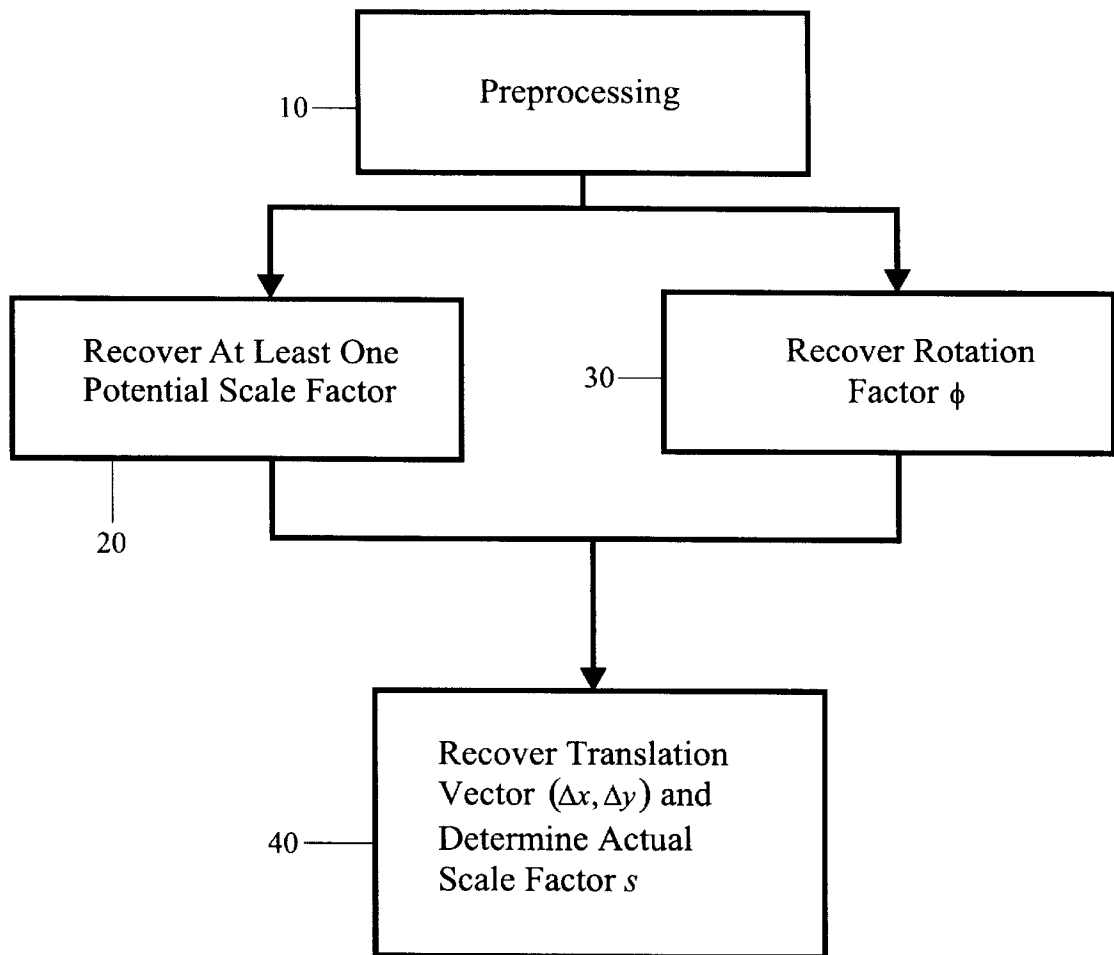 Preprocessing
10
Recover At Least One
Potential Scale Factor
Recover Rotation
Factor ϕ
30
20
Recover Translation
Vector (Δx, Δy) and
Determine Actual
Scale Factor s
40